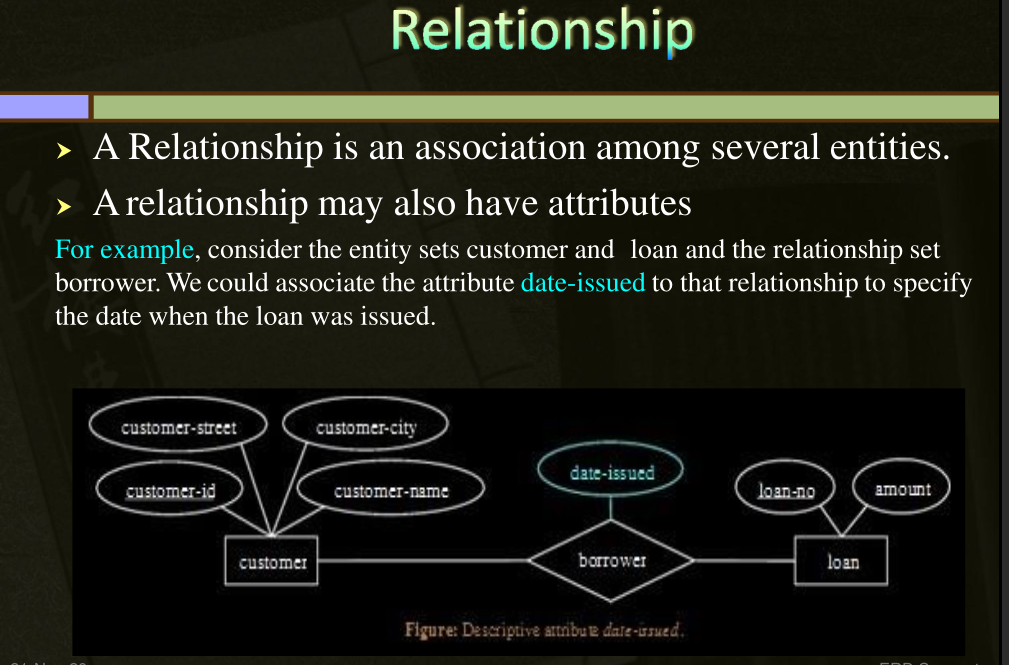 Relationship
A Relationship is an association among several entities.
A relationship may also have attributes
For example, consider the entity sets customer and loan and the relationship set
borrower. We could associate the attribute date-issued to that relationship to specify
the date when the loan was issued.
customer-street
customer-city
customer-id
customer-name
date-issued
loan-no
amount
customer
borrower
loan
Figure: Descriptive attribute date-issued.